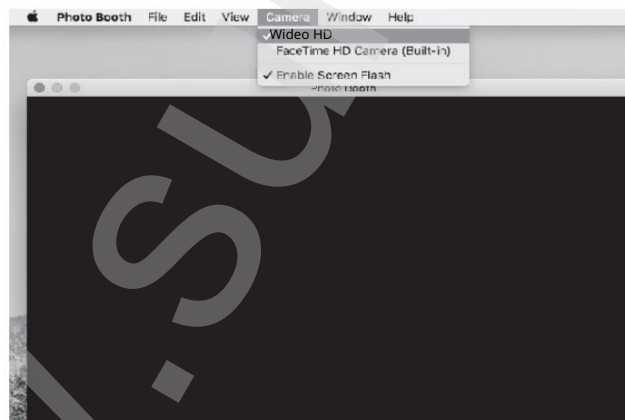 Photo Booth File Edit View Camera Window Help
✓Wideo HD
FaceTime HD Camera (Built-in)
✓ Enable Screen Flash
Photo Booth
.su